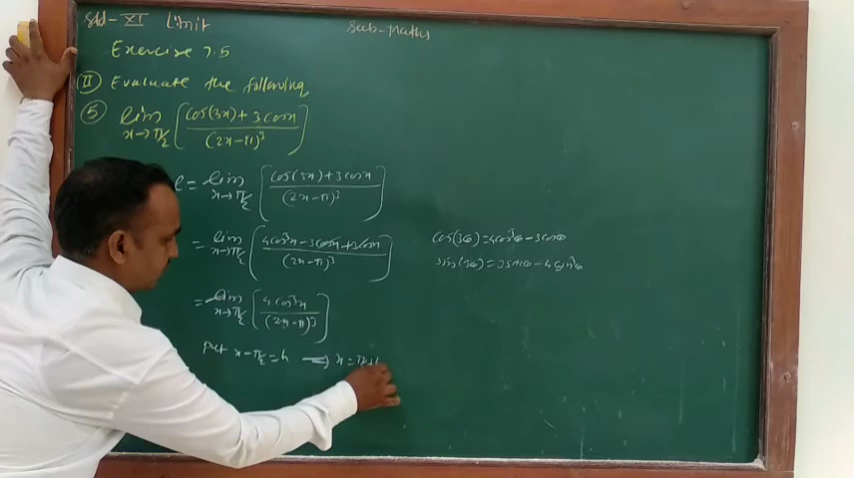 Std - XI Limit
Sub - Maths
Exercise 7.5
(II) Evaluate the following
(5) lim x→π/2 [(cos(3x) + 3cosx)/(2x-π)³]
l = lim x→π/2 [(cos(3x) + 3cosx)/(2x-π)³]
= lim x→π/2 [(4cos³x - 3cosx + 3cosx)/(2x-π)³]
cos(3θ) = 4cos³θ - 3cosθ
sin(3θ) = 3sinθ - 4sin³θ
= lim x→π/2 [4cos³x/(2x-π)³]
Put x - π/2 = h ⇒ x = π/2 +